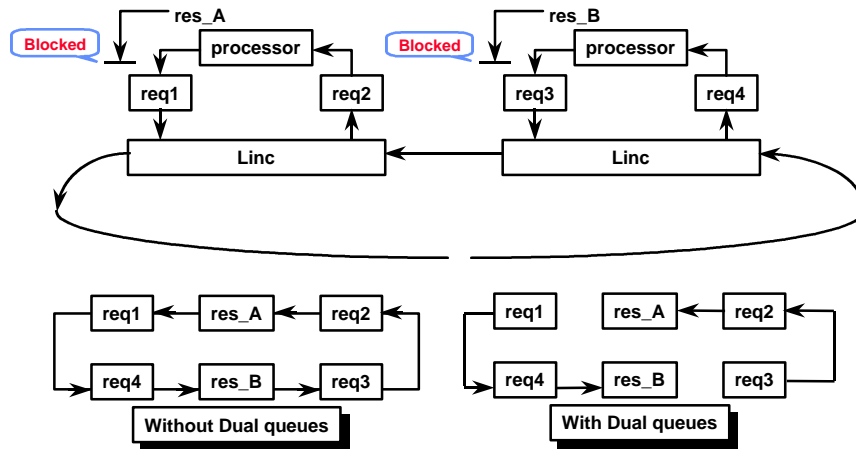 res_A
res_B
Blocked
processor
Blocked
processor
req1
req2
req3
req4
Linc
Linc
req1
res_A
req2
req1
res_A
req2
req4
res_B
req3
req4
res_B
req3
Without Dual queues
With Dual queues